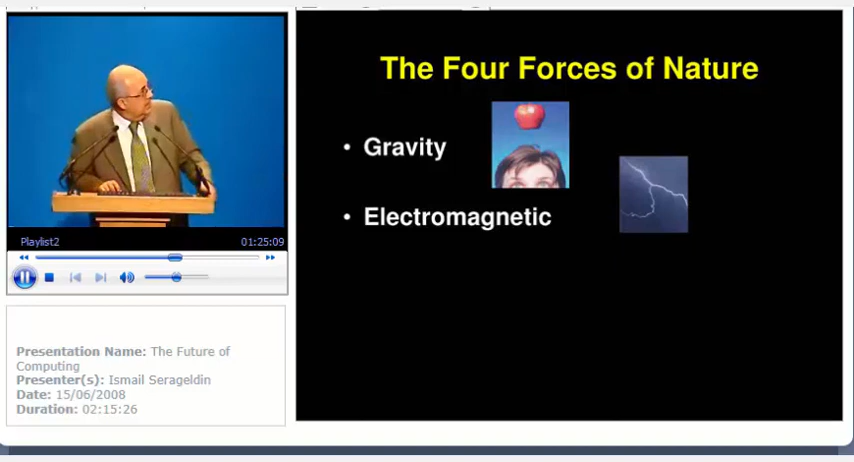 Playlist2
01:25:09
Presentation Name: The Future of
Computing
Presenter(s): Ismail Serageldin
Date: 15/06/2008
Duration: 02:15:26
The Four Forces of Nature
• Gravity
• Electromagnetic